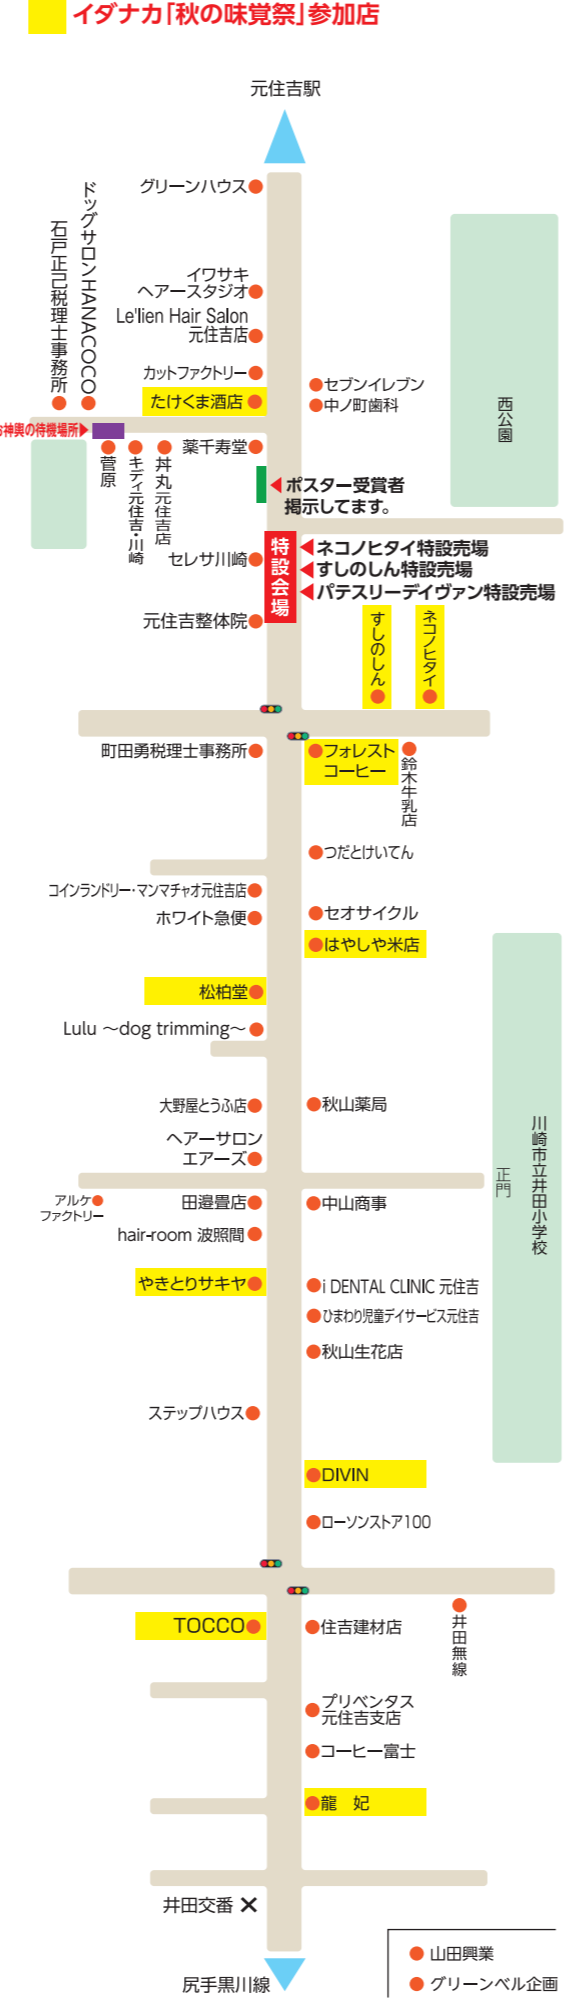 イダナカ「秋の味覚祭」参加店
元住吉駅
グリーンハウス
ドッグサロンHANACOCO
石戸正己税理士事務所
イワサキ
ヘアースタジオ
Le'lien Hair Salon
元住吉店
カットファクトリー
セブンイレブン
たけくま酒店
中ノ町歯科
西公園
お神輿の待機場所
薬千寿堂
菅原
キディ元住吉・川崎
丼丸元住吉店
ポスター受賞者
掲示してます。
特設会場
ネコノヒタイ特設売場
すしのしん特設売場
パテスリーデイヴァン特設売場
セレサ川崎
元住吉整体院
すしのしん
ネコノヒタイ
町田勇税理士事務所
フォレスト
コーヒー
鈴木牛乳店
つだとけいてん
コインランドリー・マンマチャオ元住吉店
ホワイト急便
セオサイクル
はやしや米店
松柏堂
Lulu ～dog trimming～
大野屋とうふ店
秋山薬局
川崎市立井田小学校
正門
ヘアーサロン
エアーズ
アルケ
ファクトリー
田邉畳店
中山商事
hair-room 波照間
やきとりサキヤ
i DENTAL CLINIC 元住吉
ひまわり児童デイサービス元住吉
秋山生花店
ステップハウス
DIVIN
ローソンストア100
TOCCO
住吉建材店
井田無線
プリベンタス
元住吉支店
コーヒー富士
龍　妃
井田交番 ✕
尻手黒川線
山田興業
グリーンベル企画